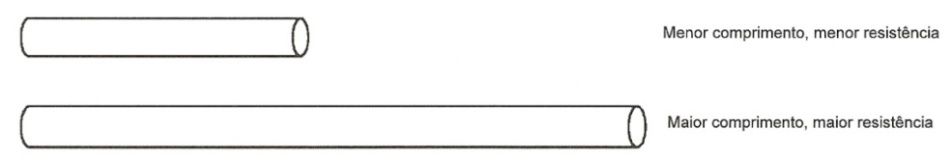 Menor comprimento, menor resistência
Maior comprimento, maior resistência